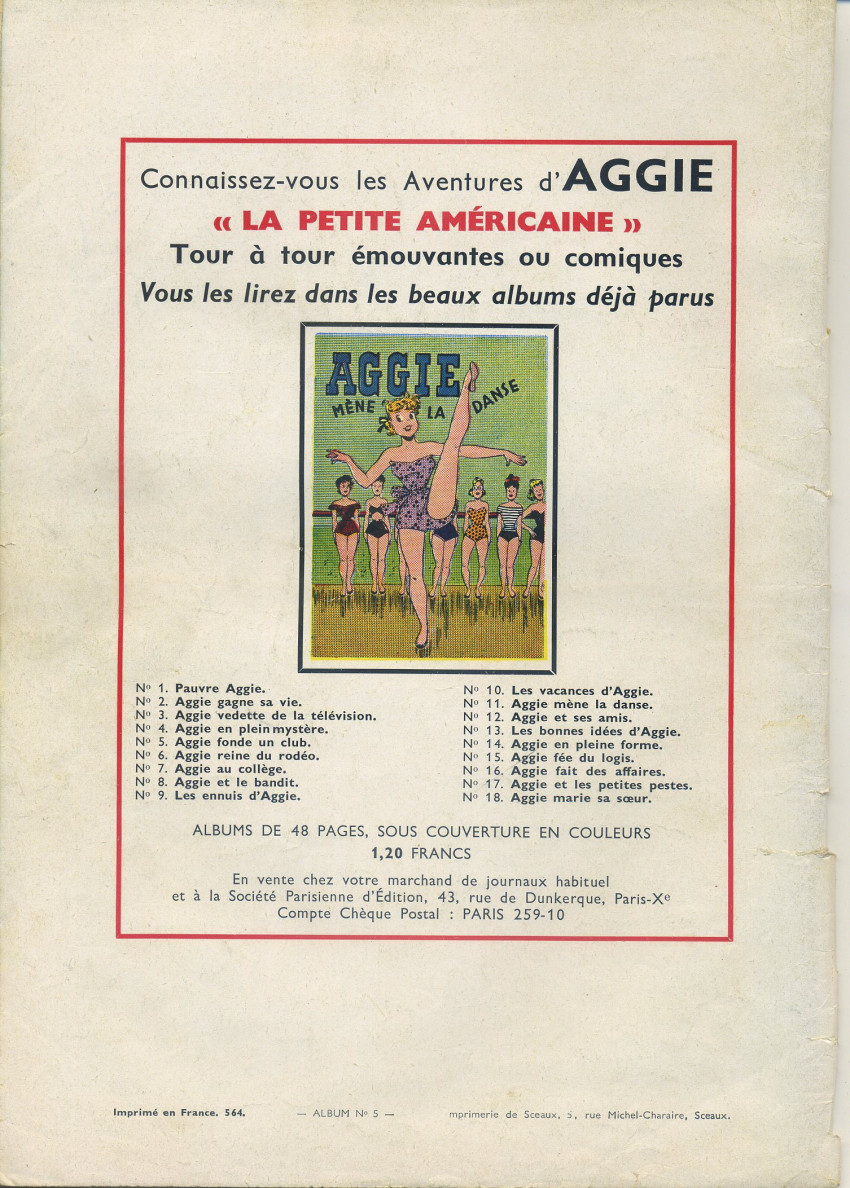 Connaissez-vous les Aventures d'AGGIE
« LA PETITE AMÉRICAINE »
Tour à tour émouvantes ou comiques
Vous les lirez dans les beaux albums déjà parus
AGGIE
MÈNE LA DANSE
Nº 1. Pauvre Aggie.
Nº 2. Aggie gagne sa vie.
Nº 3. Aggie vedette de la télévision.
Nº 4. Aggie en plein mystère.
Nº 5. Aggie fonde un club.
Nº 6. Aggie reine du rodéo.
Nº 7. Aggie au collège.
Nº 8. Aggie et le bandit.
Nº 9. Les ennuis d'Aggie.
Nº 10. Les vacances d'Aggie.
Nº 11. Aggie mène la danse.
Nº 12. Aggie et ses amis.
Nº 13. Les bonnes idées d'Aggie.
Nº 14. Aggie en pleine forme.
Nº 15. Aggie fée du logis.
Nº 16. Aggie fait des affaires.
Nº 17. Aggie et les petites pestes.
Nº 18. Aggie marie sa sœur.
ALBUMS DE 48 PAGES, SOUS COUVERTURE EN COULEURS
1,20 FRANCS
En vente chez votre marchand de journaux habituel
et à la Société Parisienne d'Édition, 43, rue de Dunkerque, Paris-Xe
Compte Chèque Postal : PARIS 259-10
Imprimé en France. 564. — ALBUM Nº 5 — mprimerie de Sceaux, 5, rue Michel-Charaire, Sceaux.